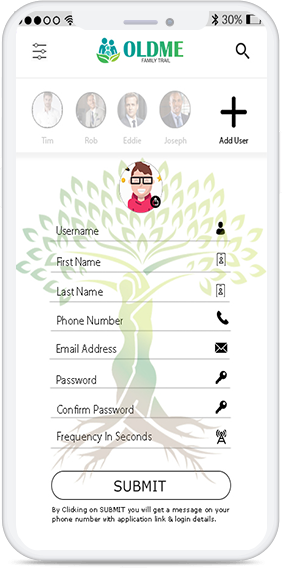 30%
OLDME
FAMILY TRAIL
Tim Rob Eddie Joseph Add User
Username
First Name
Last Name
Phone Number
Email Address
Password
Confirm Password
Frequency In Seconds
SUBMIT
By Clicking on SUBMIT you will get a message on your
phone number with application link & login details.